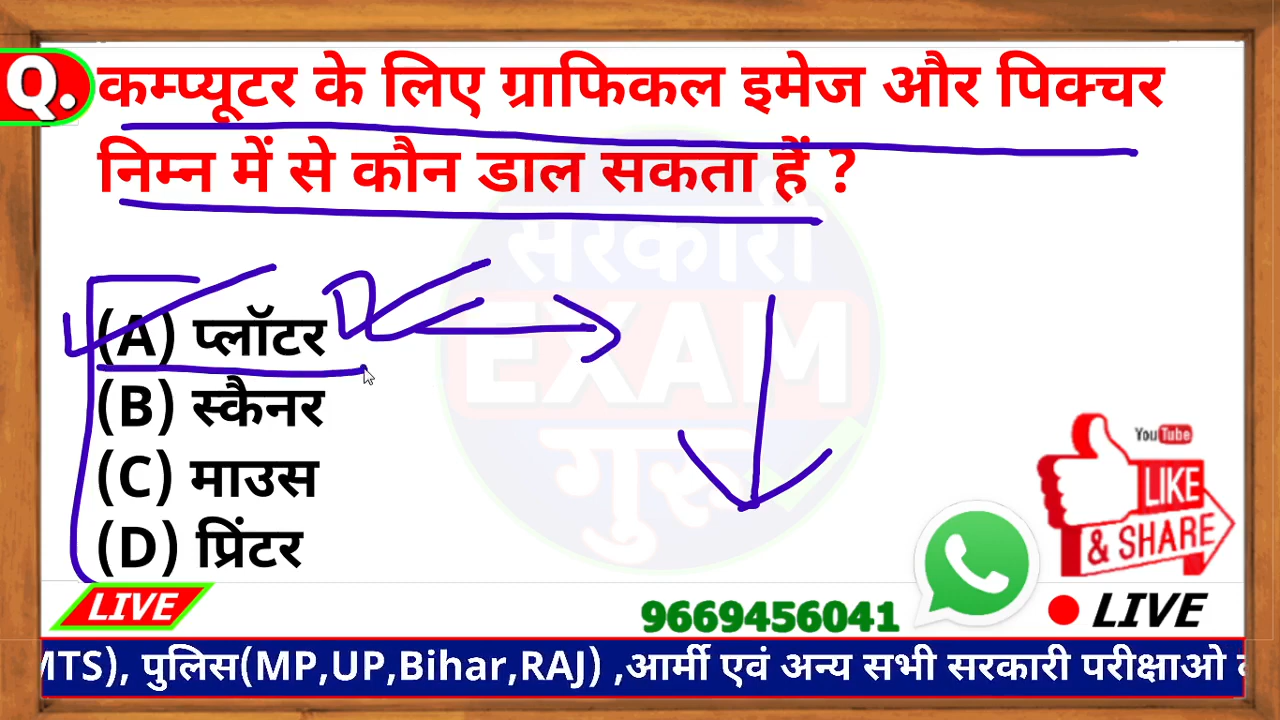 Q. कम्प्यूटर के लिए ग्राफिकल इमेज और पिक्चर
निम्न में से कौन डाल सकता हैं ?
सरकारी
EXAM
गुरु
(A) प्लॉटर
(B) स्कैनर
(C) माउस
(D) प्रिंटर
YouTube
LIKE
& SHARE
LIVE
9669456041
LIVE
MTS), पुलिस(MP,UP,Bihar,RAJ) ,आर्मी एवं अन्य सभी सरकारी परीक्षाओ